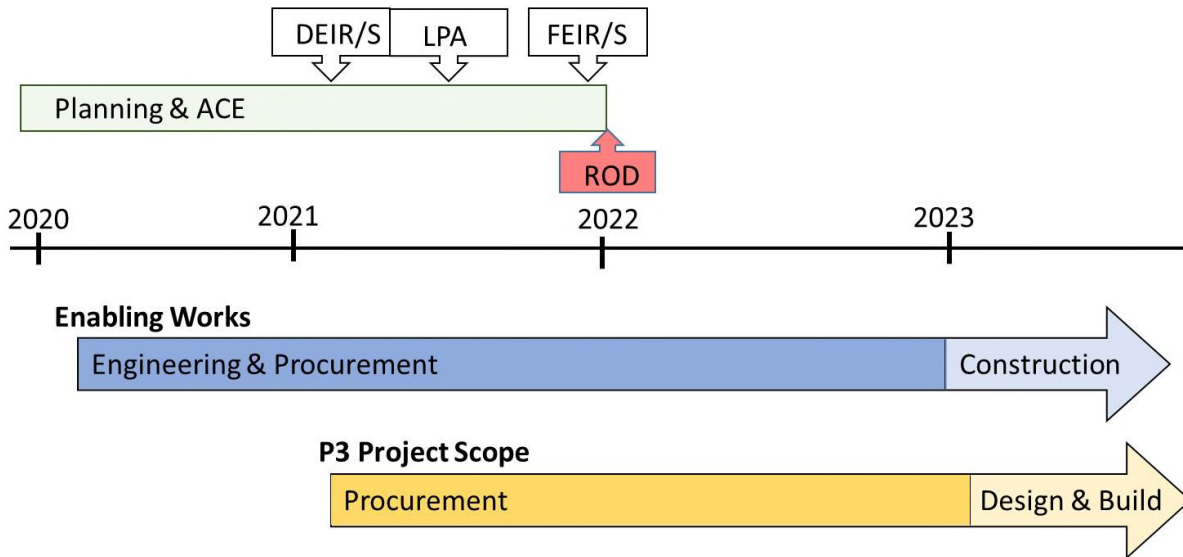 DEIR/S
LPA
FEIR/S
Planning & ACE
ROD
2020
2021
2022
2023
Enabling Works
Engineering & Procurement
Construction
P3 Project Scope
Procurement
Design & Build